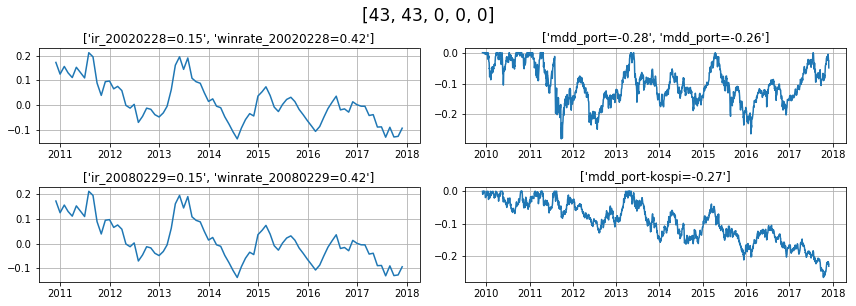 [43, 43, 0, 0, 0]
['ir_20020228=0.15', 'winrate_20020228=0.42']
['mdd_port=-0.28', 'mdd_port=-0.26']
0.2
0.1
0.0
−0.1
2011 2012 2013 2014 2015 2016 2017 2018
0.0
−0.1
−0.2
2010 2011 2012 2013 2014 2015 2016 2017 2018
['ir_20080229=0.15', 'winrate_20080229=0.42']
['mdd_port-kospi=-0.27']
0.2
0.1
0.0
−0.1
2011 2012 2013 2014 2015 2016 2017 2018
0.0
−0.1
−0.2
2010 2011 2012 2013 2014 2015 2016 2017 2018